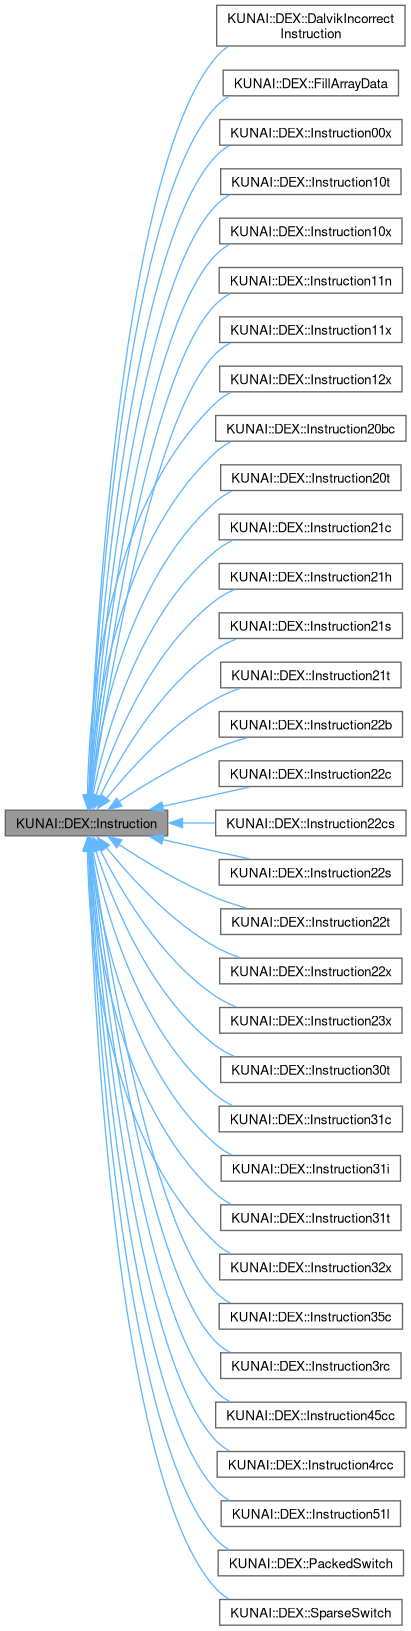 KUNAI::DEX::DalvikIncorrect
Instruction
KUNAI::DEX::FillArrayData
KUNAI::DEX::Instruction00x
KUNAI::DEX::Instruction10t
KUNAI::DEX::Instruction10x
KUNAI::DEX::Instruction11n
KUNAI::DEX::Instruction11x
KUNAI::DEX::Instruction12x
KUNAI::DEX::Instruction20bc
KUNAI::DEX::Instruction20t
KUNAI::DEX::Instruction21c
KUNAI::DEX::Instruction21h
KUNAI::DEX::Instruction21s
KUNAI::DEX::Instruction21t
KUNAI::DEX::Instruction22b
KUNAI::DEX::Instruction22c
KUNAI::DEX::Instruction
KUNAI::DEX::Instruction22cs
KUNAI::DEX::Instruction22s
KUNAI::DEX::Instruction22t
KUNAI::DEX::Instruction22x
KUNAI::DEX::Instruction23x
KUNAI::DEX::Instruction30t
KUNAI::DEX::Instruction31c
KUNAI::DEX::Instruction31i
KUNAI::DEX::Instruction31t
KUNAI::DEX::Instruction32x
KUNAI::DEX::Instruction35c
KUNAI::DEX::Instruction3rc
KUNAI::DEX::Instruction45cc
KUNAI::DEX::Instruction4rcc
KUNAI::DEX::Instruction51l
KUNAI::DEX::PackedSwitch
KUNAI::DEX::SparseSwitch